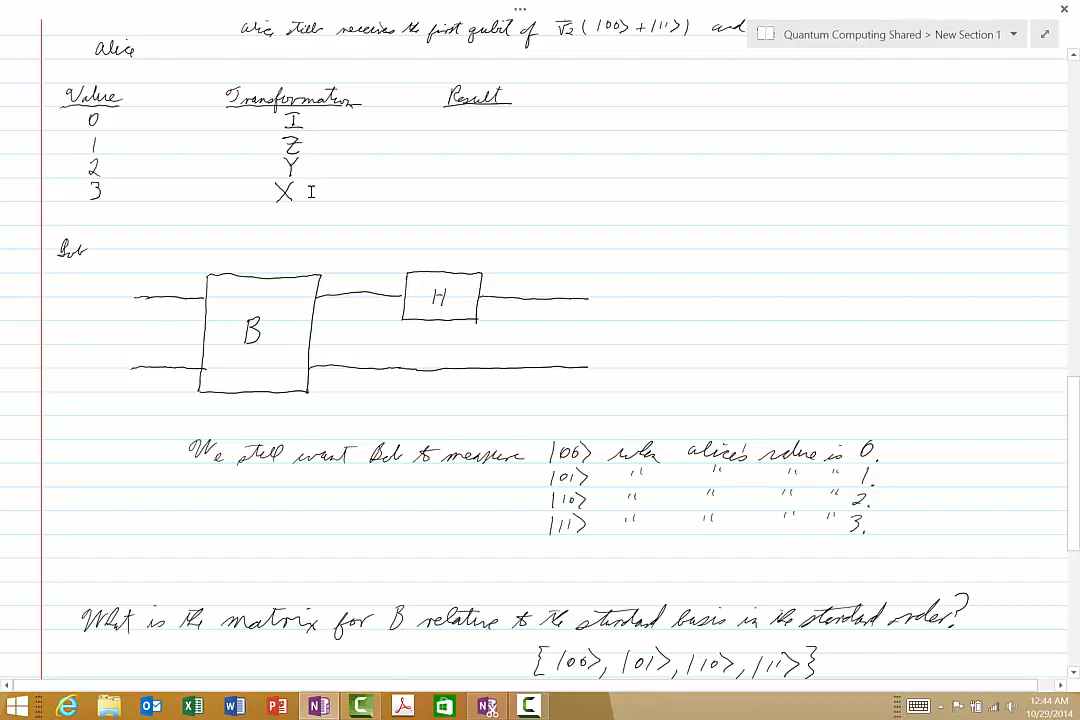 Alice still receives the first qubit of 1/√2 (|00> + |11>) and
Quantum Computing Shared > New Section 1
Alice
Value Transformation Result
0 I
1 Z
2 Y
3 X
Bob
B
H
We still want Bob to measure |00> when Alice's value is 0.
|01> " " " " 1.
|10> " " " " 2.
|11> " " " " 3.
What is the matrix for B relative to the standard basis in the standard order?
{|00>, |01>, |10>, |11>}
12:44 AM
10/29/2014